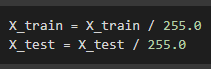 X_train = X_train / 255.0
X_test = X_test / 255.0